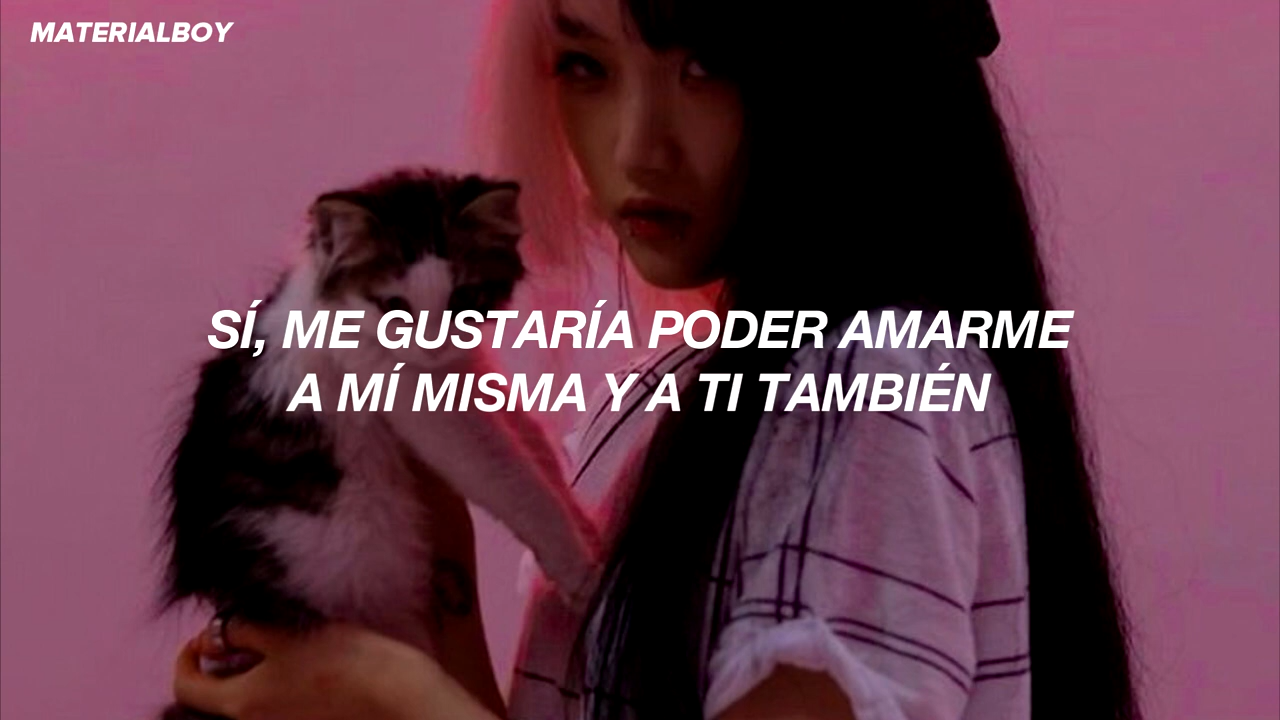 MATERIALBOY
SÍ, ME GUSTARÍA PODER AMARME
A MÍ MISMA Y A TI TAMBIÉN